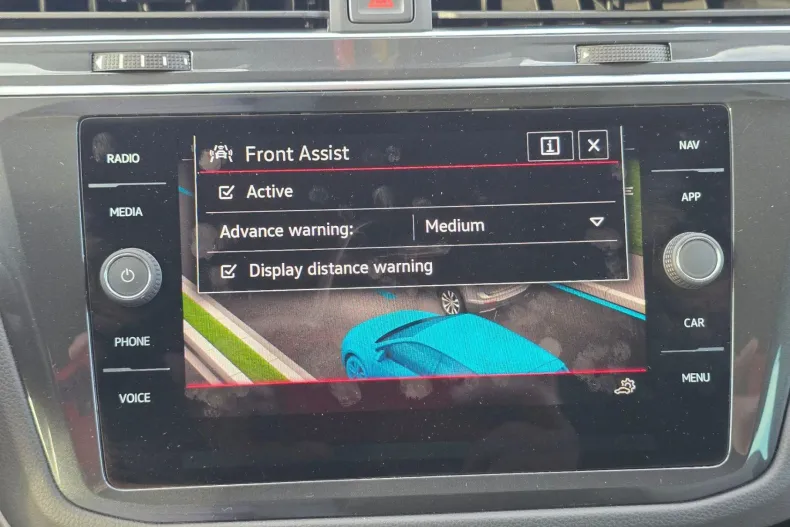 RADIO
MEDIA
PHONE
VOICE
Front Assist
i
X
Active
Advance warning:
Medium
Display distance warning
NAV
APP
CAR
MENU